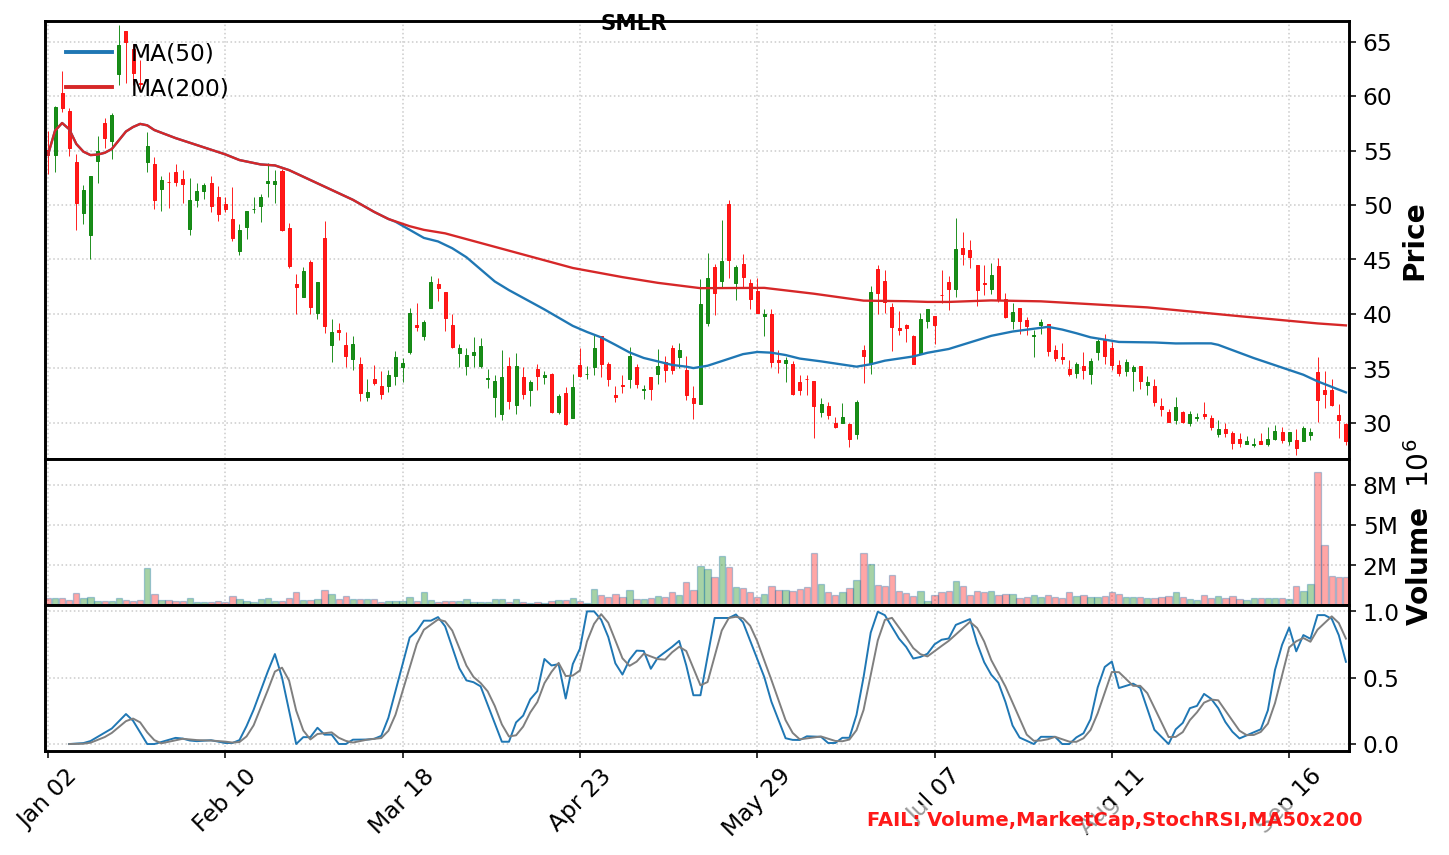 SMLR
MA(50)
MA(200)
65
60
55
50
45
40
35
30
Price
8M
5M
2M
Volume 10^6
1.0
0.5
0.0
Jan 02
Feb 10
Mar 18
Apr 23
May 29
Jul 07
Aug 11
Sep 16
FAIL: Volume,MarketCap,StochRSI,MA50x200